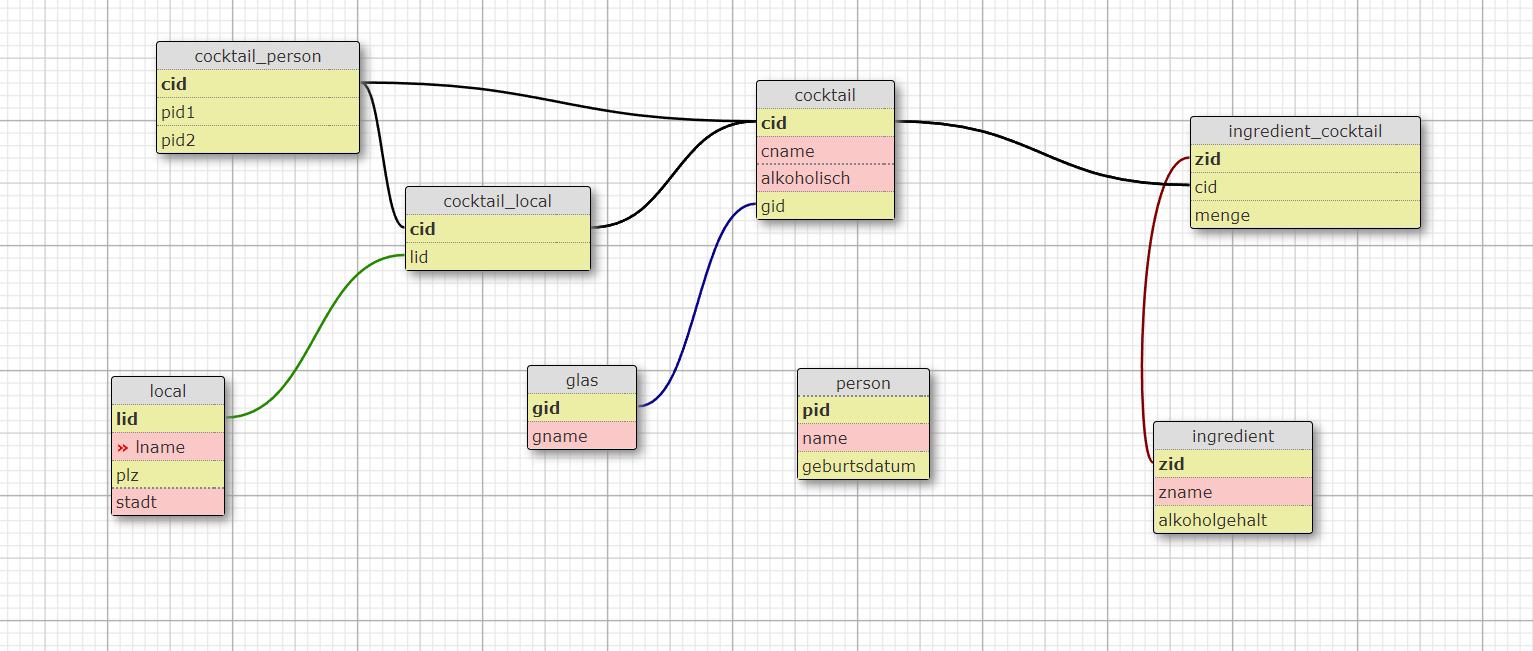 cocktail_person
cid
pid1
pid2
cocktail_local
cid
lid
cocktail
cid
cname
alkoholisch
gid
ingredient_cocktail
zid
cid
menge
local
lid
» lname
plz
stadt
glas
gid
gname
person
pid
name
geburtsdatum
ingredient
zid
zname
alkoholgehalt